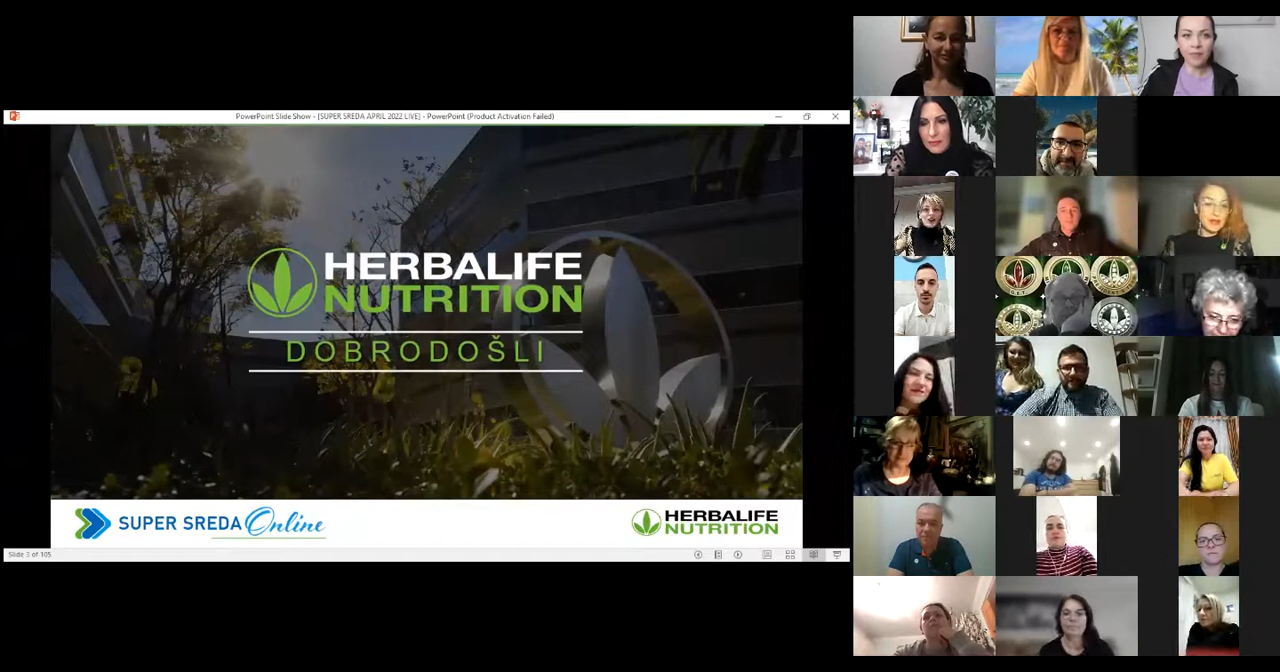 PowerPoint Slide Show - [SUPER SREDA APRIL 2022 LIVE] - PowerPoint (Product Activation Failed)
HERBALIFE
NUTRITION
DOBRODOŠLI
SUPER SREDA Online
HERBALIFE
NUTRITION
Slide 3 of 105